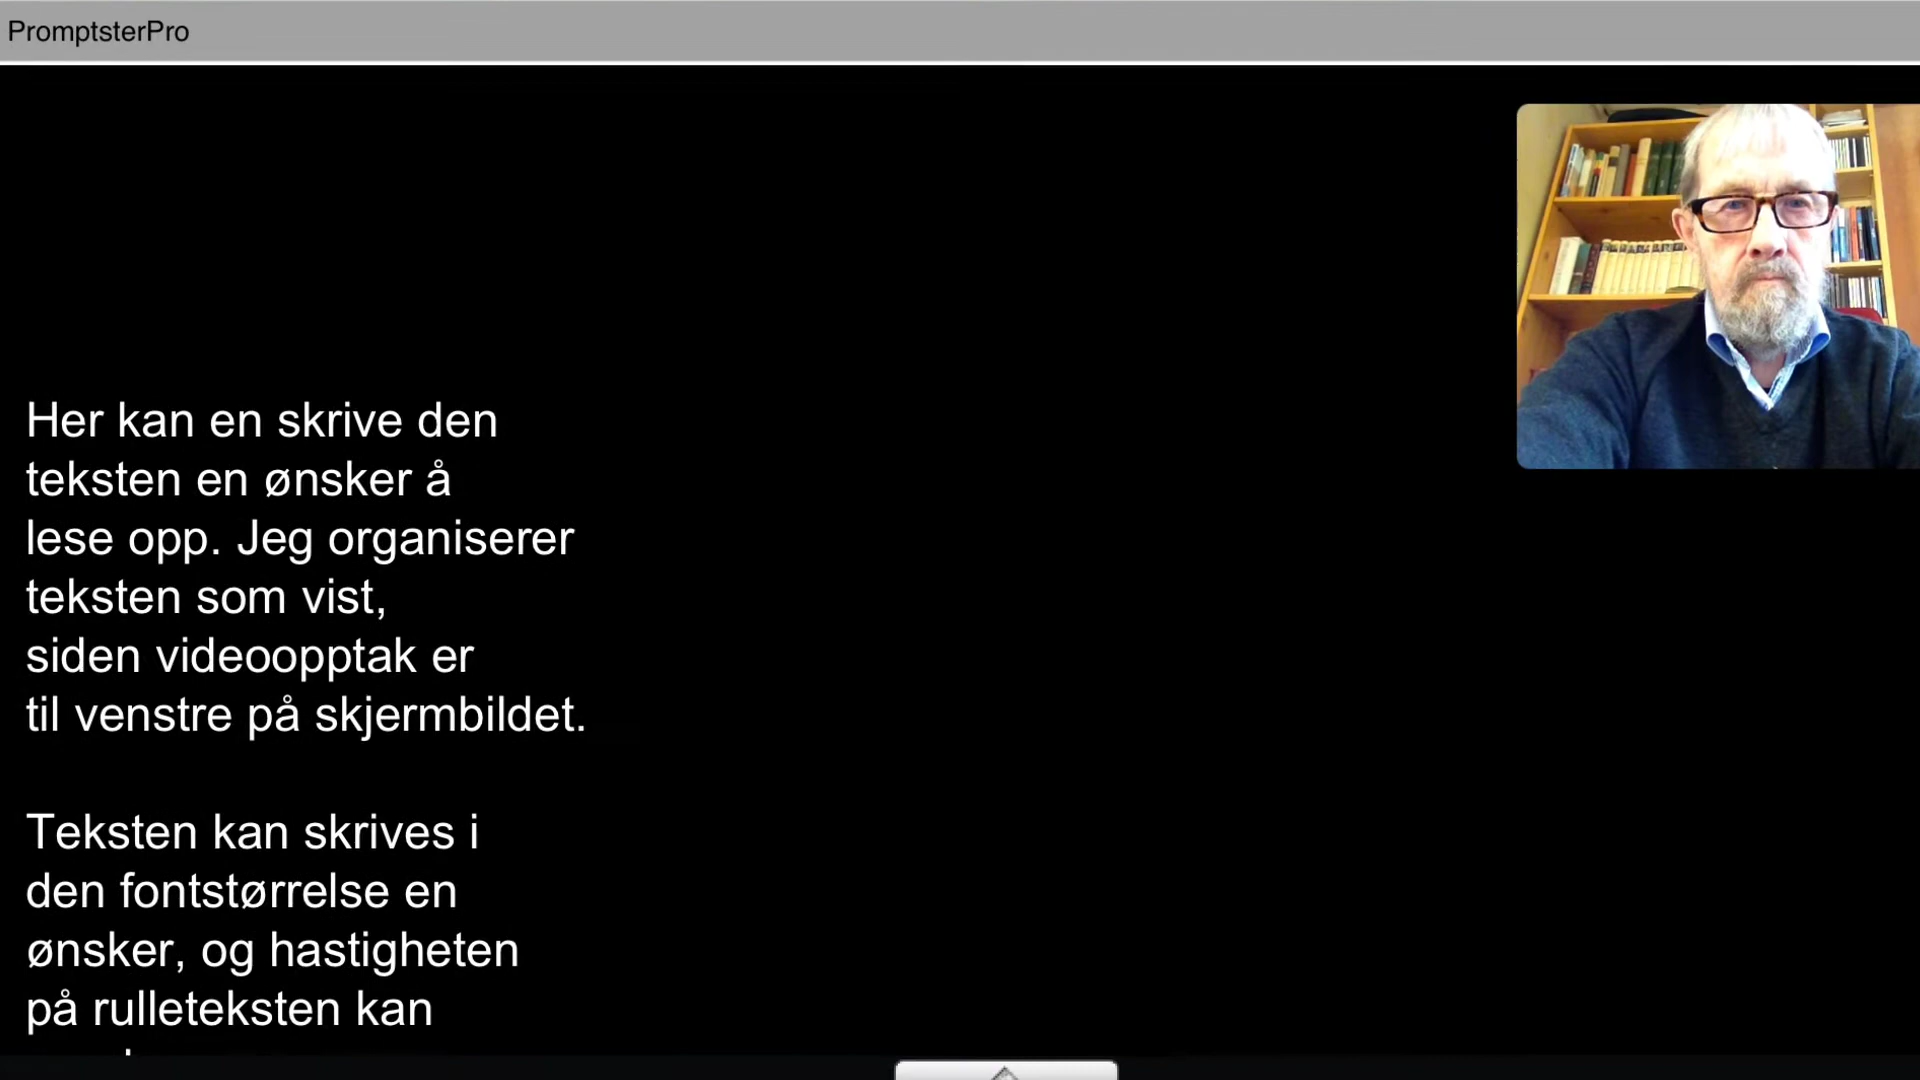 PromptsterPro
Her kan en skrive den
teksten en ønsker å
lese opp. Jeg organiserer
teksten som vist,
siden videoopptak er
til venstre på skjermbildet.
Teksten kan skrives i
den fontstørrelse en
ønsker, og hastigheten
på rulleteksten kan